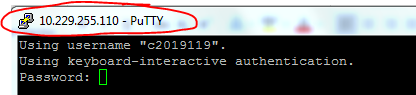 10.229.255.110 - PuTTY
Using username "c2019119".
Using keyboard-interactive authentication.
Password: